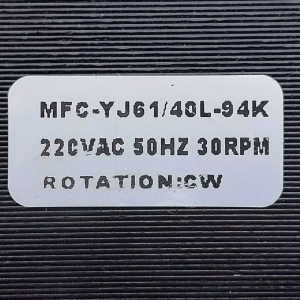 MFC-YJ61/40L-94K
220VAC 50HZ 30RPM
ROTATION:CW